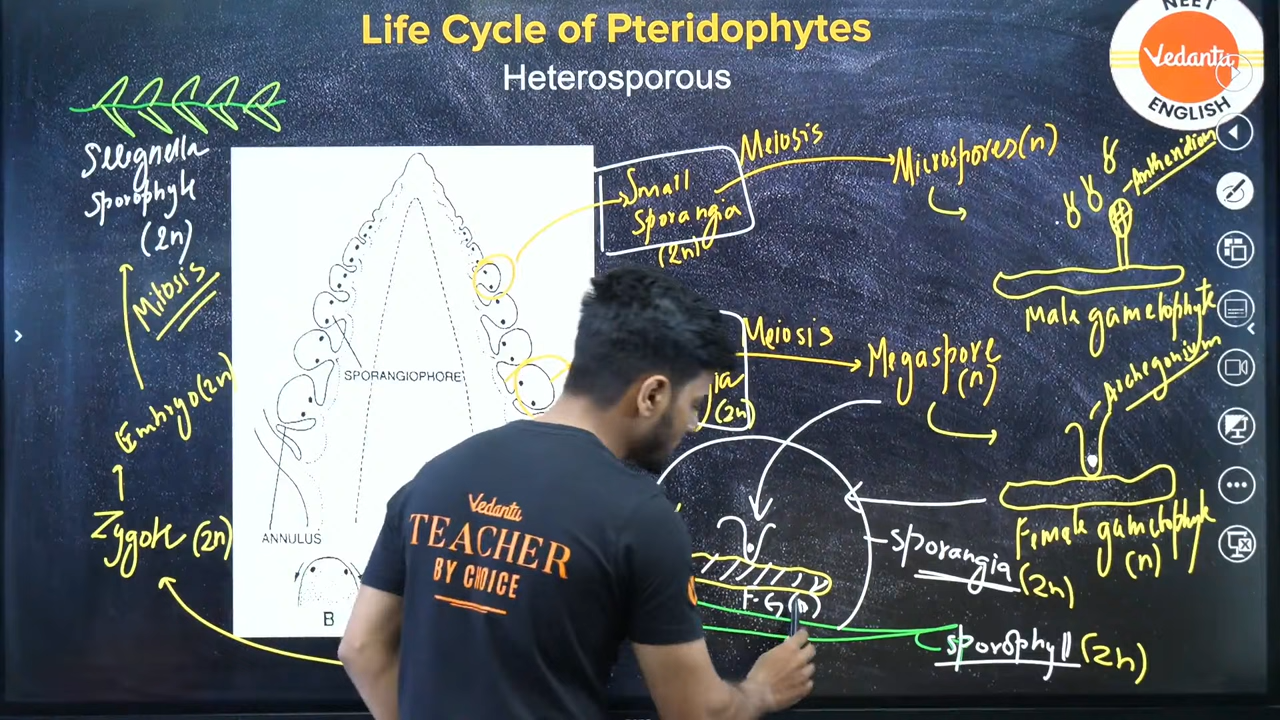 Life Cycle of Pteridophytes
Heterosporous
NEET
Vedantu
ENGLISH
Selegnella
sporophyte
(2n)
Mitosis
Embryo(2n)
Zygote (2n)
SPORANGIOPHORE
ANNULUS
B
Small
Sporangia
(2n)
Meiosis
Microspores(n)
Antheridium
Male gametophyte
Meiosis
Megaspore
(n)
(2n)
Archegonium
Female gametophyte
(n)
sporangia
(2n)
F.G(n)
sporophyll (2n)
Vedantu
TEACHER
BY CHOICE